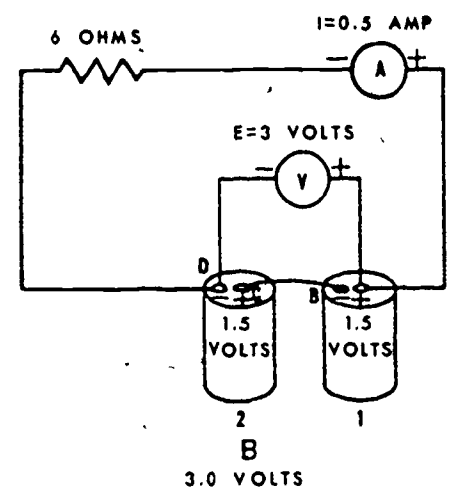 I=0.5 AMP
6 OHMS
− A +
E=3 VOLTS
− V +
D
− + C B − +
1.5 VOLTS
1.5 VOLTS
2 1
B
3.0 VOLTS